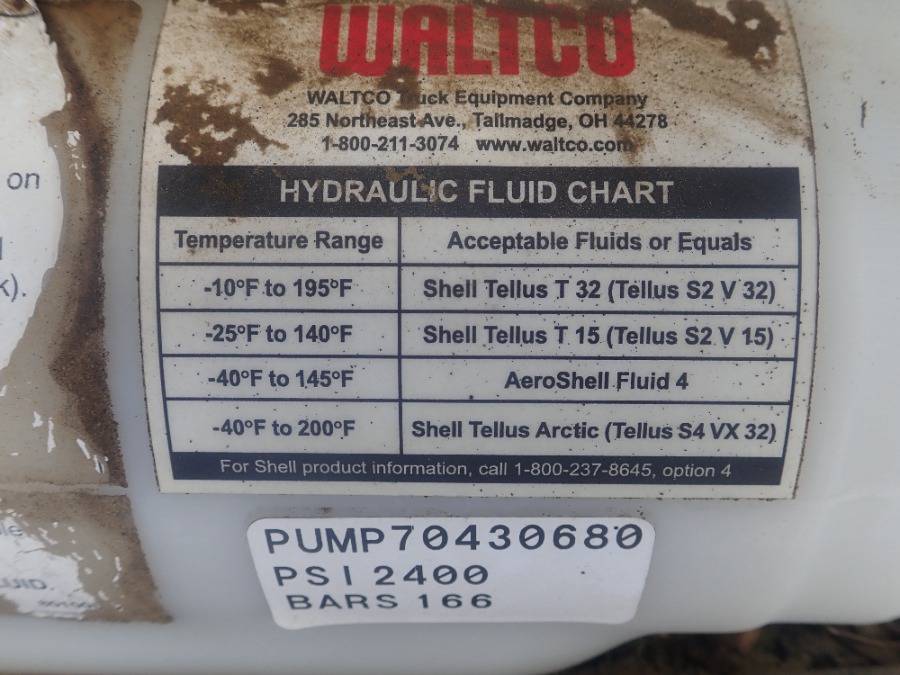 WALTCO
WALTCO Truck Equipment Company
285 Northeast Ave., Tallmadge, OH 44278
1-800-211-3074 www.waltco.com
HYDRAULIC FLUID CHART
Temperature Range Acceptable Fluids or Equals
-10°F to 195°F Shell Tellus T 32 (Tellus S2 V 32)
-25°F to 140°F Shell Tellus T 15 (Tellus S2 V 15)
-40°F to 145°F AeroShell Fluid 4
-40°F to 200°F Shell Tellus Arctic (Tellus S4 VX 32)
For Shell product information, call 1-800-237-8645, option 4
PUMP70430680
PSI 2400
BARS 166
on
k).